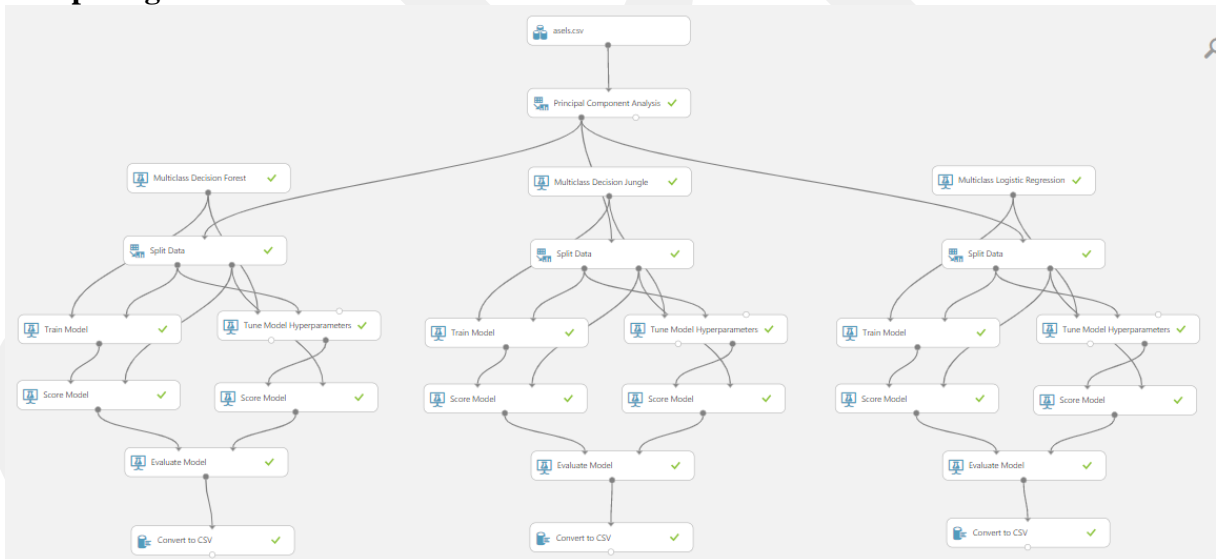 asels.csv
Principal Component Analysis
Multiclass Decision Forest
Multiclass Decision Jungle
Multiclass Logistic Regression
Split Data
Split Data
Split Data
Train Model
Tune Model Hyperparameters
Train Model
Tune Model Hyperparameters
Train Model
Tune Model Hyperparameters
Score Model
Score Model
Score Model
Score Model
Score Model
Score Model
Evaluate Model
Evaluate Model
Evaluate Model
Convert to CSV
Convert to CSV
Convert to CSV